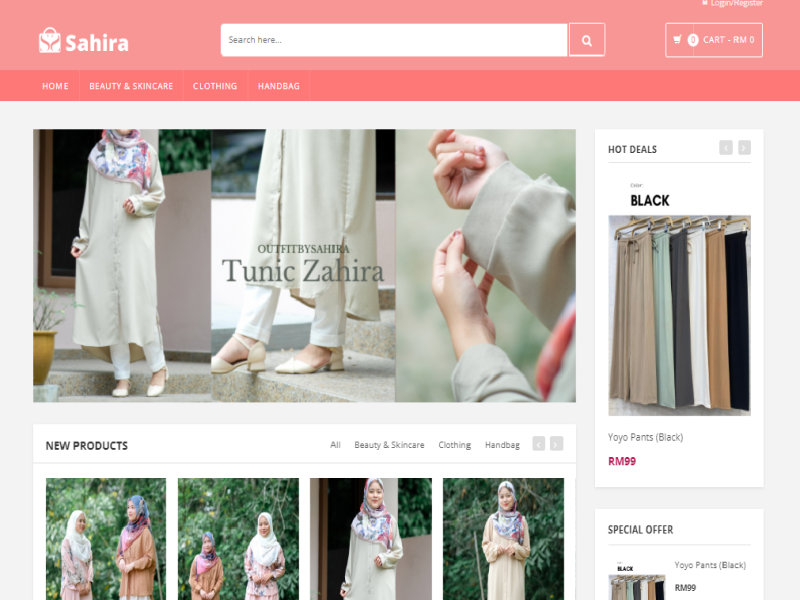 Login/Register
Sahira
Search here...
0
CART - RM 0
HOME
BEAUTY & SKINCARE
CLOTHING
HANDBAG
OUTFITBYSAHIRA
Tunic Zahira
HOT DEALS
Color
BLACK
Yoyo Pants (Black)
RM99
NEW PRODUCTS
All
Beauty & Skincare
Clothing
Handbag
SPECIAL OFFER
BLACK
Yoyo Pants (Black)
RM99